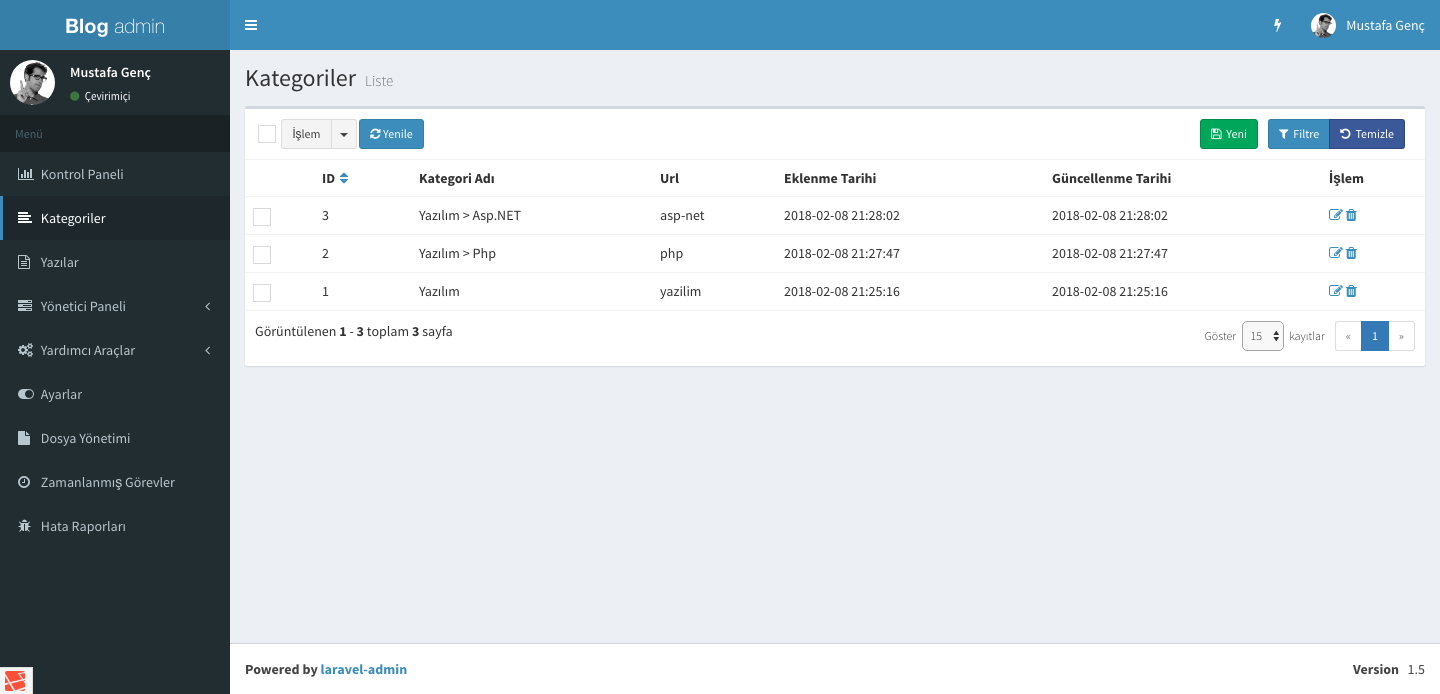 Blog admin
Mustafa Genç
Mustafa Genç
Çevirimiçi
Menü
Kontrol Paneli
Kategoriler
Yazılar
Yönetici Paneli
Yardımcı Araçlar
Ayarlar
Dosya Yönetimi
Zamanlanmış Görevler
Hata Raporları
Kategoriler Liste
İşlem Yenile Yeni Filtre Temizle
ID Kategori Adı Url Eklenme Tarihi Güncellenme Tarihi İşlem
3 Yazılım > Asp.NET asp-net 2018-02-08 21:28:02 2018-02-08 21:28:02
2 Yazılım > Php php 2018-02-08 21:27:47 2018-02-08 21:27:47
1 Yazılım yazilim 2018-02-08 21:25:16 2018-02-08 21:25:16
Görüntülenen 1 - 3 toplam 3 sayfa Göster 15 kayıtlar « 1 »
Powered by laravel-admin Version 1.5